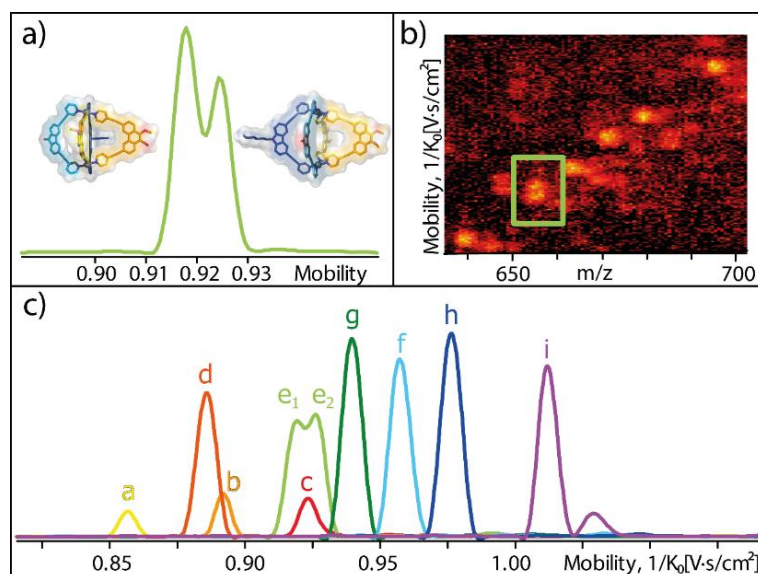 a)
0.90 0.91 0.92 0.93 Mobility
b)
Mobility, 1/K₀[V·s/cm²]
650 m/z 700
c)
a d b e₁ e₂ c g f h i
0.85 0.90 0.95 1.00 Mobility, 1/K₀[V·s/cm²]